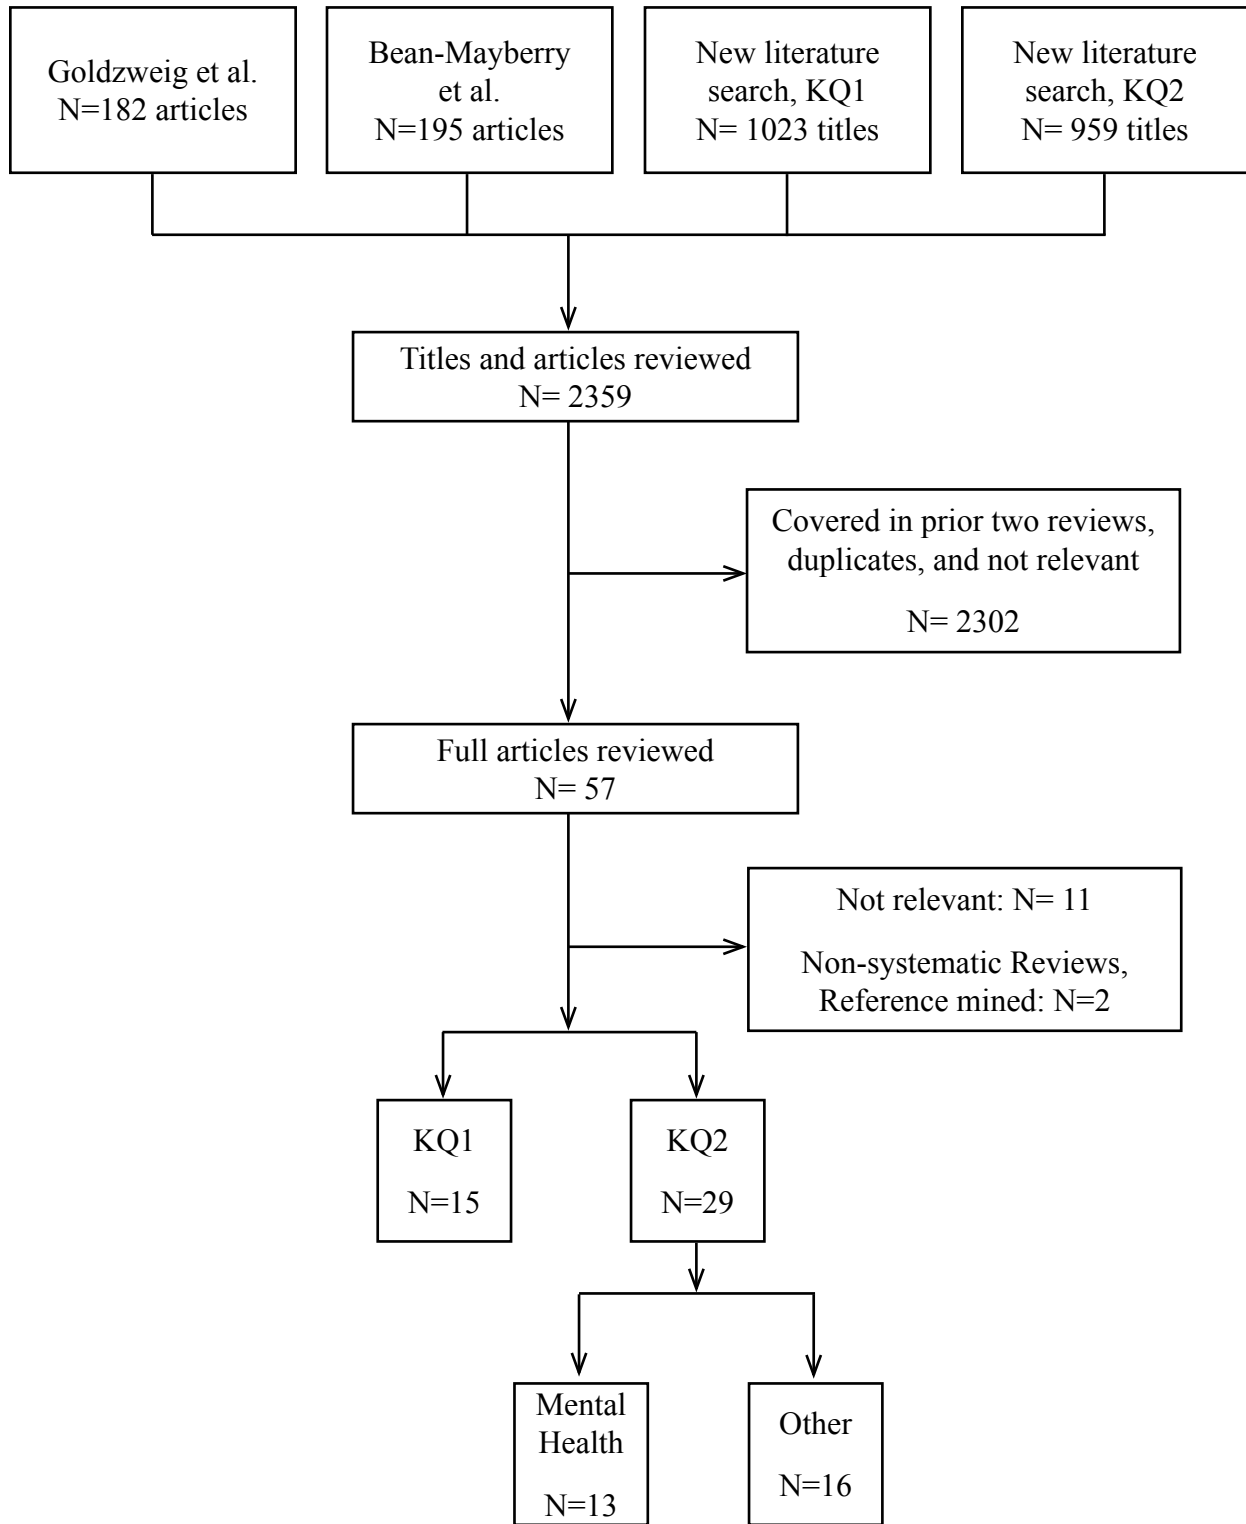 Goldzweig et al.
N=182 articles
Bean-Mayberry
et al.
N=195 articles
New literature
search, KQ1
N= 1023 titles
New literature
search, KQ2
N= 959 titles
Titles and articles reviewed
N= 2359
Covered in prior two reviews,
duplicates, and not relevant
N= 2302
Full articles reviewed
N= 57
Not relevant: N= 11
Non-systematic Reviews,
Reference mined: N=2
KQ1
N=15
KQ2
N=29
Mental
Health
N=13
Other
N=16